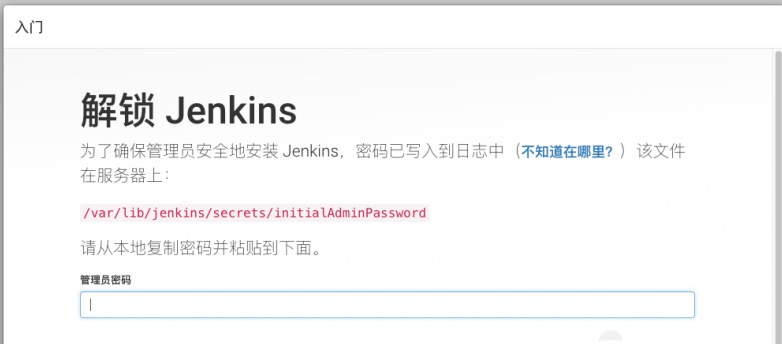 入门
解锁 Jenkins
为了确保管理员安全地安装 Jenkins，密码已写入到日志中（不知道在哪里？）该文件
在服务器上：
/var/lib/jenkins/secrets/initialAdminPassword
请从本地复制密码并粘贴到下面。
管理员密码